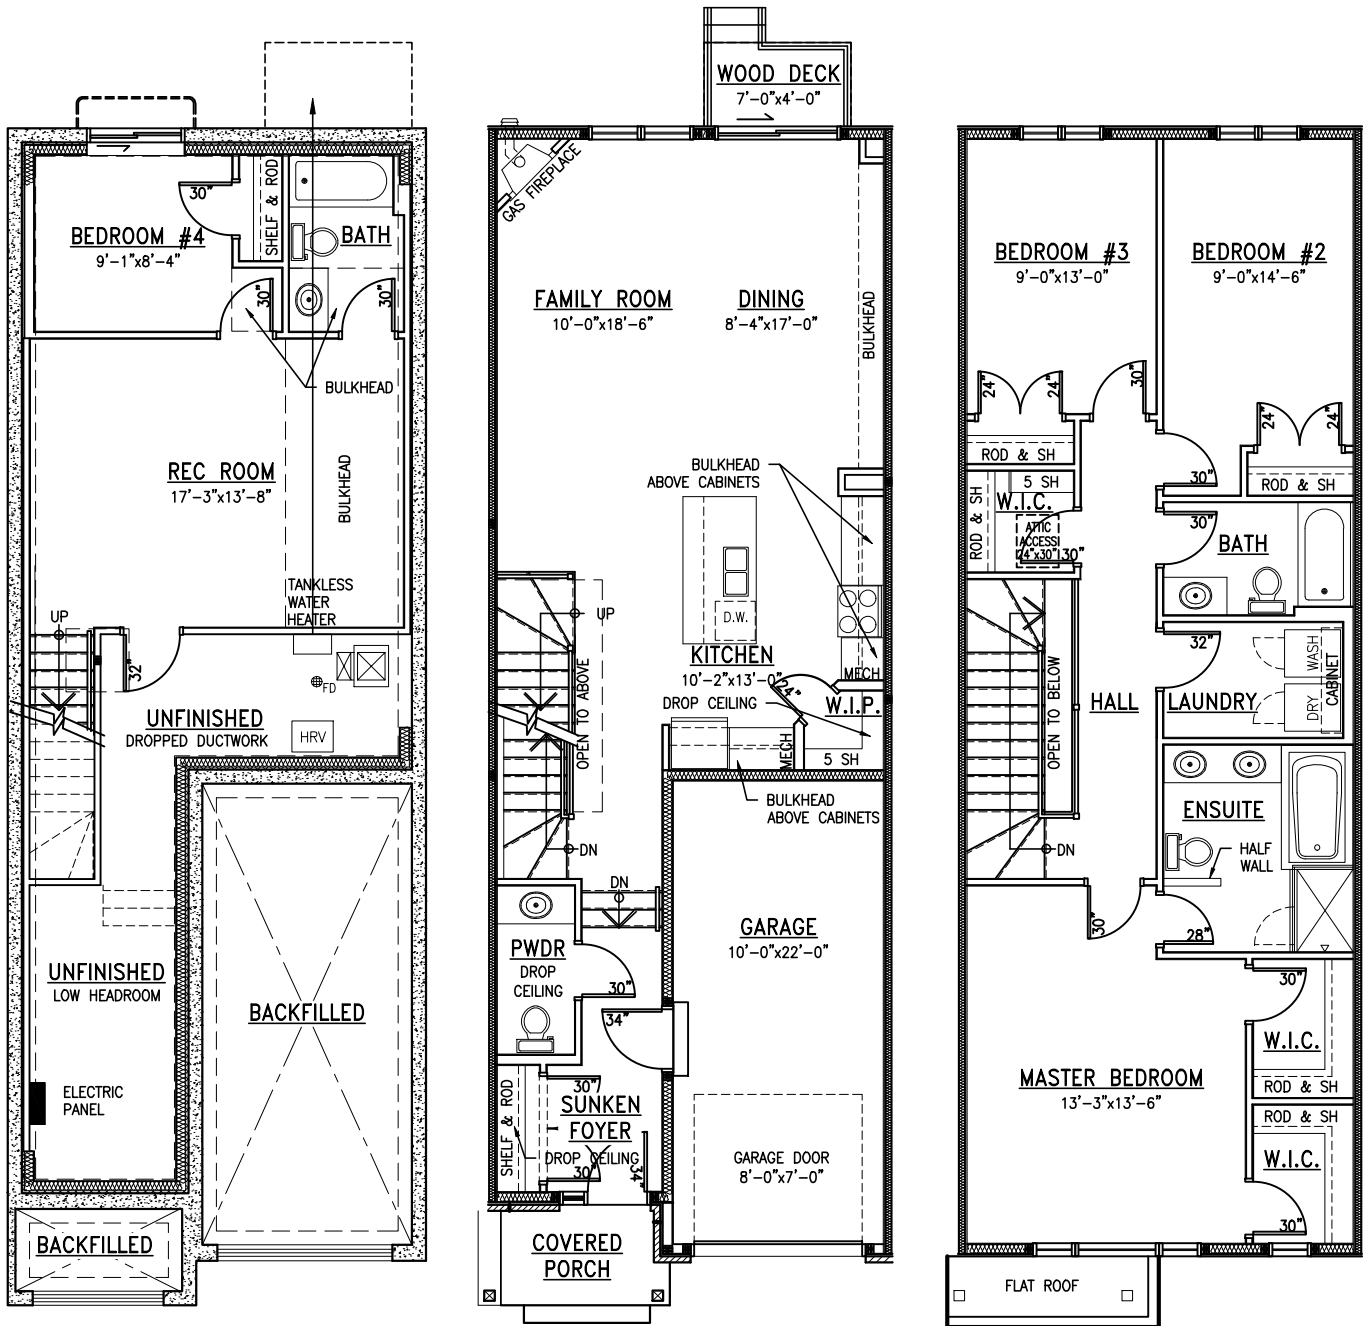 30"
SHELF & ROD
BEDROOM #4
9'-1"x8'-4"
BATH
30"
30"
BULKHEAD
REC ROOM
17'-3"x13'-8"
BULKHEAD
TANKLESS
WATER
HEATER
UP
32"
FD
UNFINISHED
DROPPED DUCTWORK
HRV
UNFINISHED
LOW HEADROOM
BACKFILLED
ELECTRIC
PANEL
BACKFILLED
WOOD DECK
7'-0"x4'-0"
GAS FIREPLACE
FAMILY ROOM
10'-0"x18'-6"
DINING
8'-4"x17'-0"
BULKHEAD
BULKHEAD
ABOVE CABINETS
UP
D.W.
KITCHEN
10'-2"x13'-0"
MECH
24"
DROP CEILING
W.I.P.
OPEN TO ABOVE
MECH
5 SH
BULKHEAD
ABOVE CABINETS
DN
DN
PWDR
DROP
CEILING
30"
34"
GARAGE
10'-0"x22'-0"
SHELF & ROD
30"
SUNKEN
FOYER
DROP CEILING
30"
34"
GARAGE DOOR
8'-0"x7'-0"
COVERED
PORCH
BEDROOM #3
9'-0"x13'-0"
BEDROOM #2
9'-0"x14'-6"
24"
24"
30"
24"
24"
ROD & SH
30"
ROD & SH
ROD & SH
5 SH
W.I.C.
ATTIC
ACCESS
24"x30"
30"
30"
BATH
32"
WASH
DRY
CABINET
LAUNDRY
HALL
OPEN TO BELOW
DN
ENSUITE
HALF
WALL
30"
28"
30"
W.I.C.
ROD & SH
MASTER BEDROOM
13'-3"x13'-6"
ROD & SH
W.I.C.
30"
FLAT ROOF